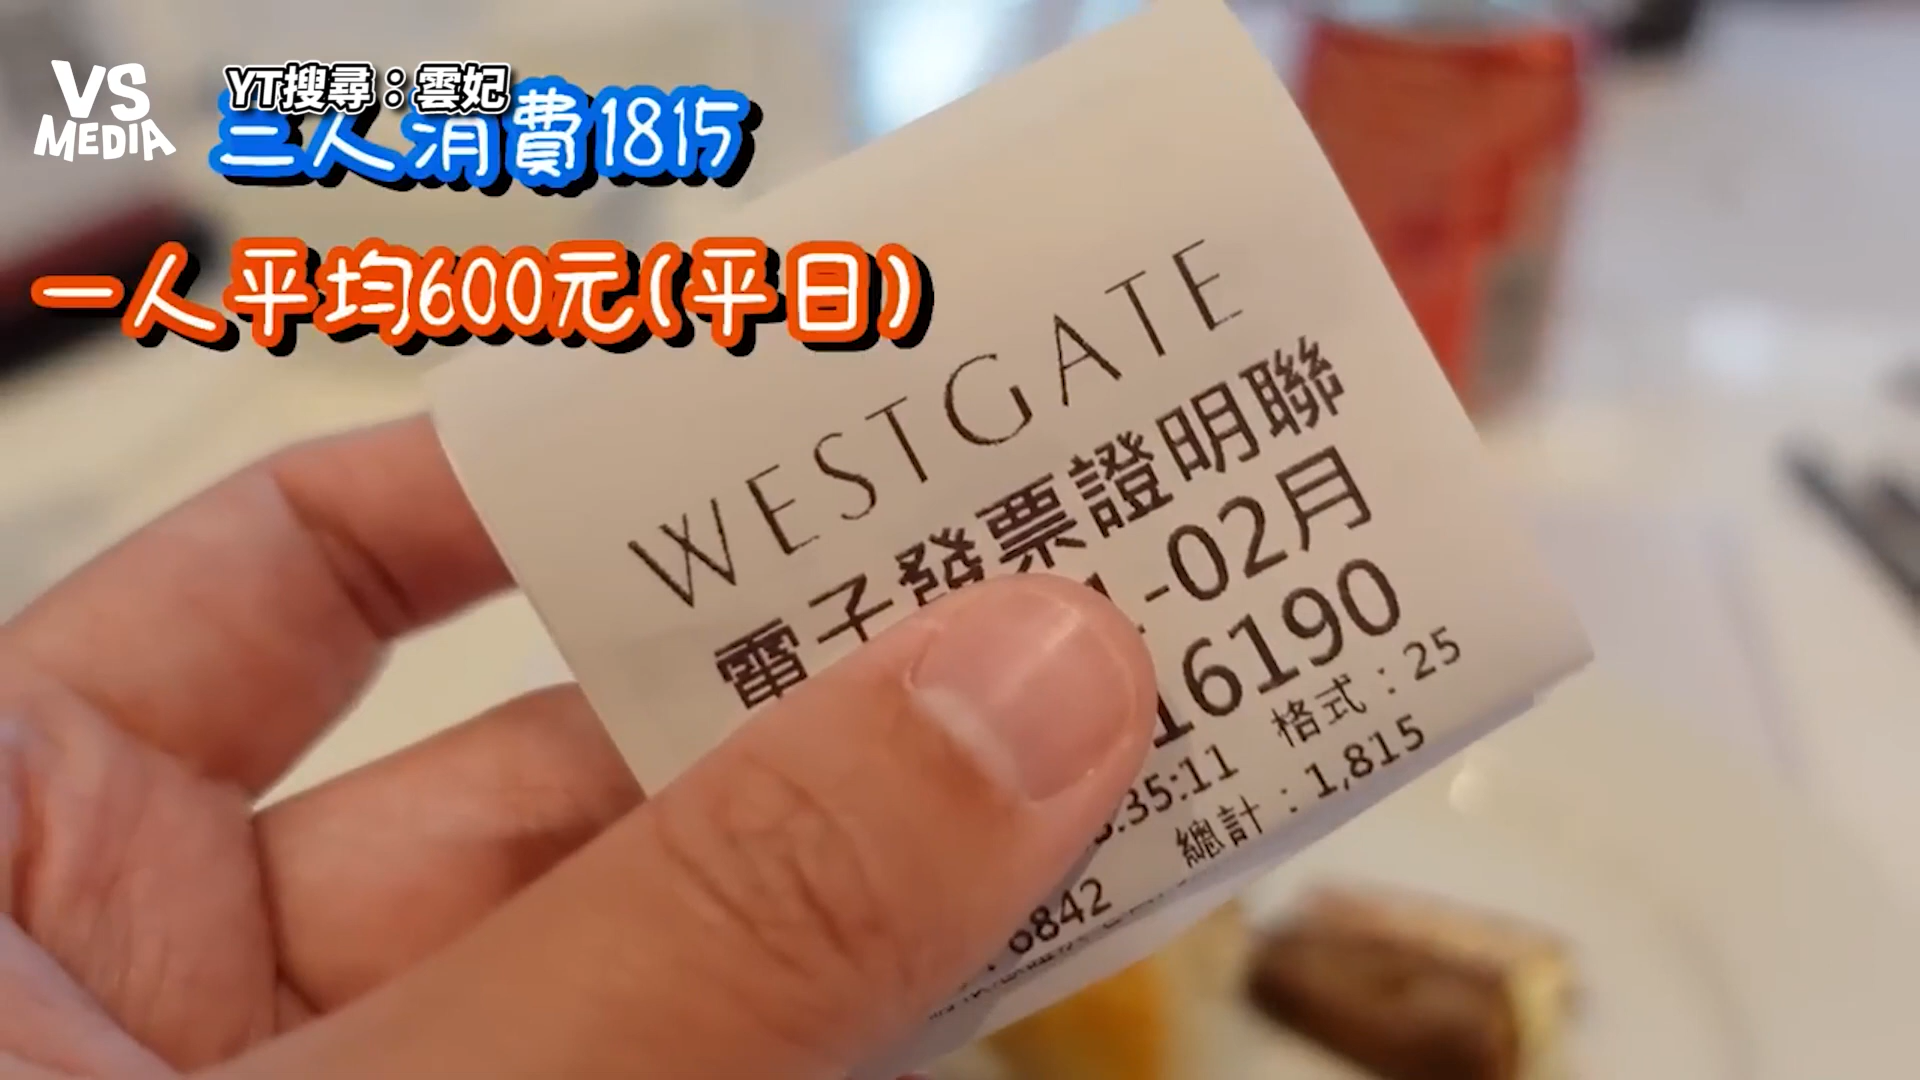 VS
MEDIA
YT搜尋：雲妃
三人消費1815
一人平均600元(平日)
WESTGATE
電子發票證明聯
-02月
16190
35:11 格式：25
總計：1,815
6842